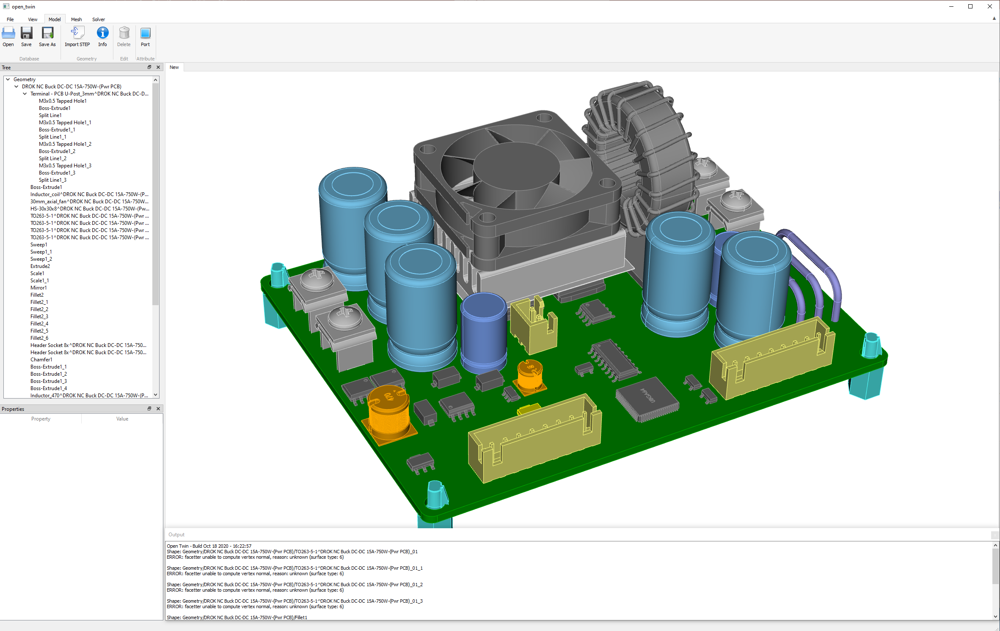 open_twin
File View Model Mesh Solver
Open Save Save As Import STEP Info Delete Port
Database Geometry Edit Attribute
Tree
New
Geometry
DROK NC Buck DC-DC 15A-750W-(Pwr PCB)
Terminal - PCB U-Post_3mm^DROK NC Buck DC-D...
M3x0.5 Tapped Hole1
Boss-Extrude1
Split Line1
M3x0.5 Tapped Hole1_1
Boss-Extrude1_1
Split Line1_1
M3x0.5 Tapped Hole1_2
Boss-Extrude1_2
Split Line1_2
M3x0.5 Tapped Hole1_3
Boss-Extrude1_3
Split Line1_3
Boss-Extrude1
Inductor_coil^DROK NC Buck DC-DC 15A-750W-(P...
30mm_axial_fan^DROK NC Buck DC-DC 15A-750W...
HS-30x30x8^DROK NC Buck DC-DC 15A-750W-(Pw...
TO263-5-1^DROK NC Buck DC-DC 15A-750W-(Pwr ...
TO263-5-1^DROK NC Buck DC-DC 15A-750W-(Pwr ...
TO263-5-1^DROK NC Buck DC-DC 15A-750W-(Pwr ...
TO263-5-1^DROK NC Buck DC-DC 15A-750W-(Pwr ...
Sweep1
Sweep1_1
Sweep1_2
Extrude2
Scale1
Scale1_1
Mirror1
Fillet2
Fillet2_1
Fillet2_2
Fillet2_3
Fillet2_4
Fillet2_5
Fillet2_6
Header Socket 8x^DROK NC Buck DC-DC 15A-750...
Header Socket 8x^DROK NC Buck DC-DC 15A-750...
Chamfer1
Boss-Extrude1_1
Boss-Extrude1_2
Boss-Extrude1_3
Boss-Extrude1_4
Inductor_470^DROK NC Buck DC-DC 15A-750W-(P...
Properties
Property Value
100
470
UBGA64
Output
Open Twin - Build Oct 18 2020 - 16:22:57
Shape: Geometry/DROK NC Buck DC-DC 15A-750W-(Pwr PCB)/TO263-5-1^DROK NC Buck DC-DC 15A-750W-(Pwr PCB)_01
ERROR: facetter unable to compute vertex normal, reason: unknown (surface type: 6)
Shape: Geometry/DROK NC Buck DC-DC 15A-750W-(Pwr PCB)/TO263-5-1^DROK NC Buck DC-DC 15A-750W-(Pwr PCB)_01_1
ERROR: facetter unable to compute vertex normal, reason: unknown (surface type: 6)
Shape: Geometry/DROK NC Buck DC-DC 15A-750W-(Pwr PCB)/TO263-5-1^DROK NC Buck DC-DC 15A-750W-(Pwr PCB)_01_2
ERROR: facetter unable to compute vertex normal, reason: unknown (surface type: 6)
Shape: Geometry/DROK NC Buck DC-DC 15A-750W-(Pwr PCB)/TO263-5-1^DROK NC Buck DC-DC 15A-750W-(Pwr PCB)_01_3
ERROR: facetter unable to compute vertex normal, reason: unknown (surface type: 6)
Shape: Geometry/DROK NC Buck DC-DC 15A-750W-(Pwr PCB)/Fillet1